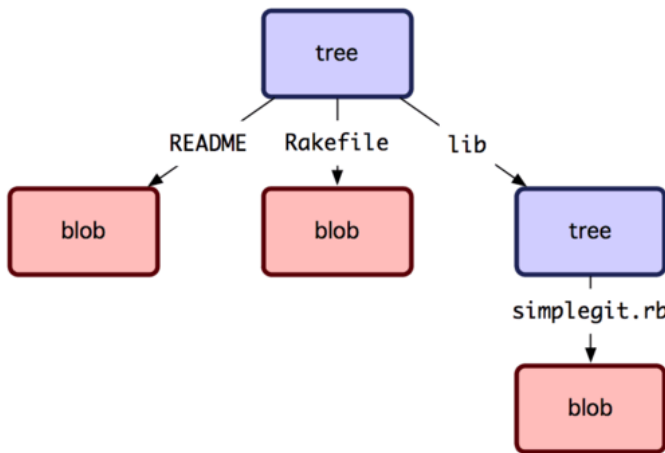 tree
README
Rakefile
lib
blob
blob
tree
simplegit.rb
blob